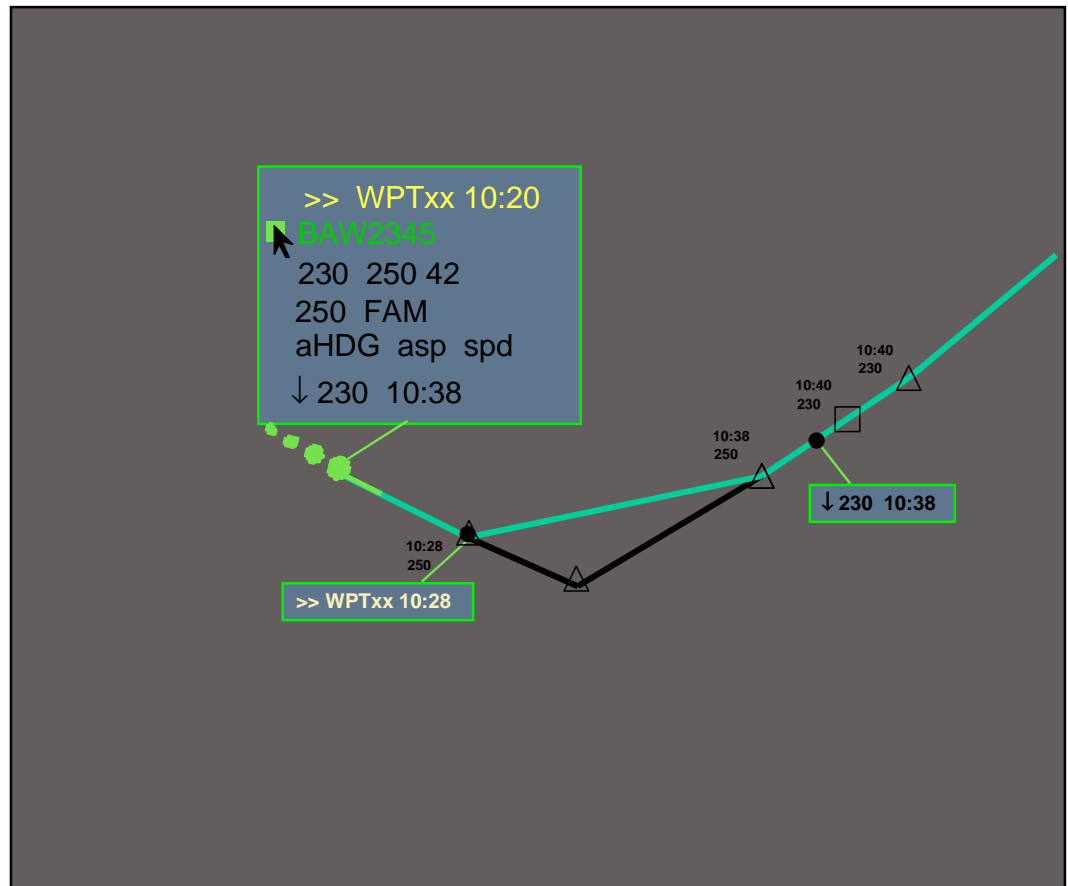 >> WPTxx 10:20
BAW2345
230 250 42
250 FAM
aHDG asp spd
↓ 230 10:38
10:40
230
10:40
230
10:38
250
↓ 230 10:38
10:28
250
>> WPTxx 10:28